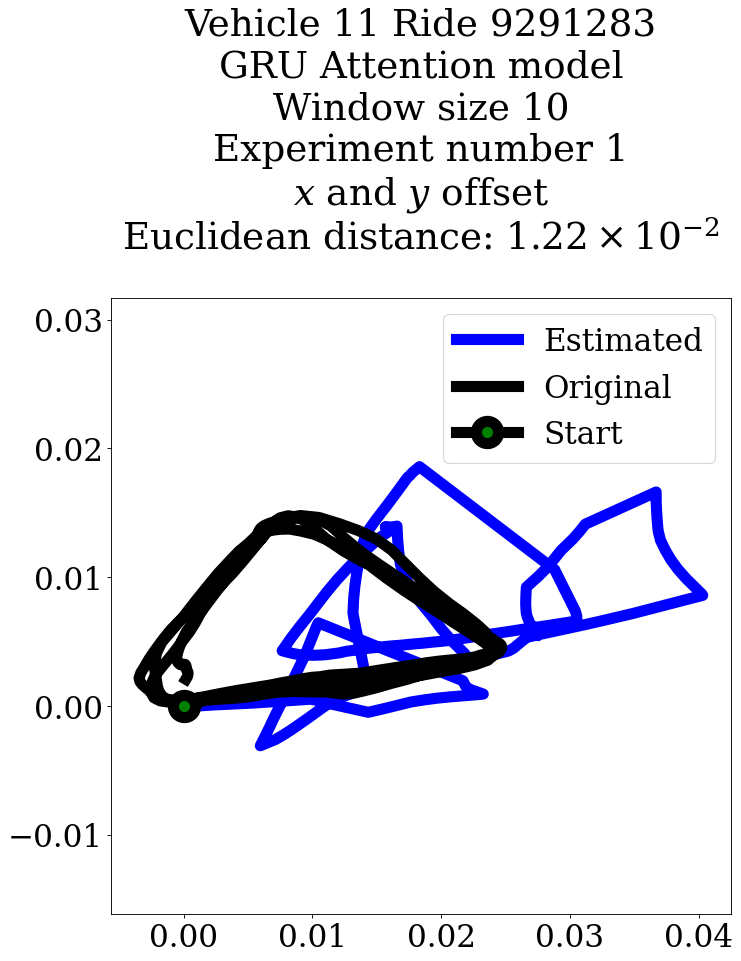 Vehicle 11 Ride 9291283
GRU Attention model
Window size 10
Experiment number 1
x and y offset
Euclidean distance: 1.22 × 10⁻²
Estimated
Original
Start
0.03
0.02
0.01
0.00
−0.01
0.00 0.01 0.02 0.03 0.04